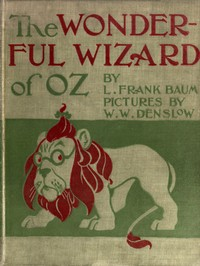 The WONDER-
FUL WIZARD
of OZ BY
L. FRANK BAUM
PICTURES BY
W. W. DENSLOW